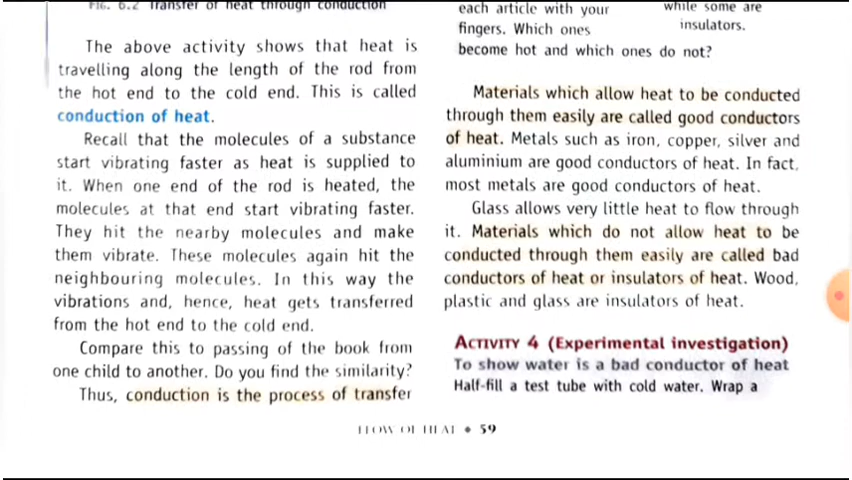 FIG. 6.2 Transfer of heat through conduction
The above activity shows that heat is
travelling along the length of the rod from
the hot end to the cold end. This is called
conduction of heat.
Recall that the molecules of a substance
start vibrating faster as heat is supplied to
it. When one end of the rod is heated, the
molecules at that end start vibrating faster.
They hit the nearby molecules and make
them vibrate. These molecules again hit the
neighbouring molecules. In this way the
vibrations and, hence, heat gets transferred
from the hot end to the cold end.
Compare this to passing of the book from
one child to another. Do you find the similarity?
Thus, conduction is the process of transfer
each article with your
fingers. Which ones
become hot and which ones do not?
while some are
insulators.
Materials which allow heat to be conducted
through them easily are called good conductors
of heat. Metals such as iron, copper, silver and
aluminium are good conductors of heat. In fact,
most metals are good conductors of heat.
Glass allows very little heat to flow through
it. Materials which do not allow heat to be
conducted through them easily are called bad
conductors of heat or insulators of heat. Wood,
plastic and glass are insulators of heat.
ACTIVITY 4 (Experimental investigation)
To show water is a bad conductor of heat
Half-fill a test tube with cold water. Wrap a
FLOW OF HEAT • 59